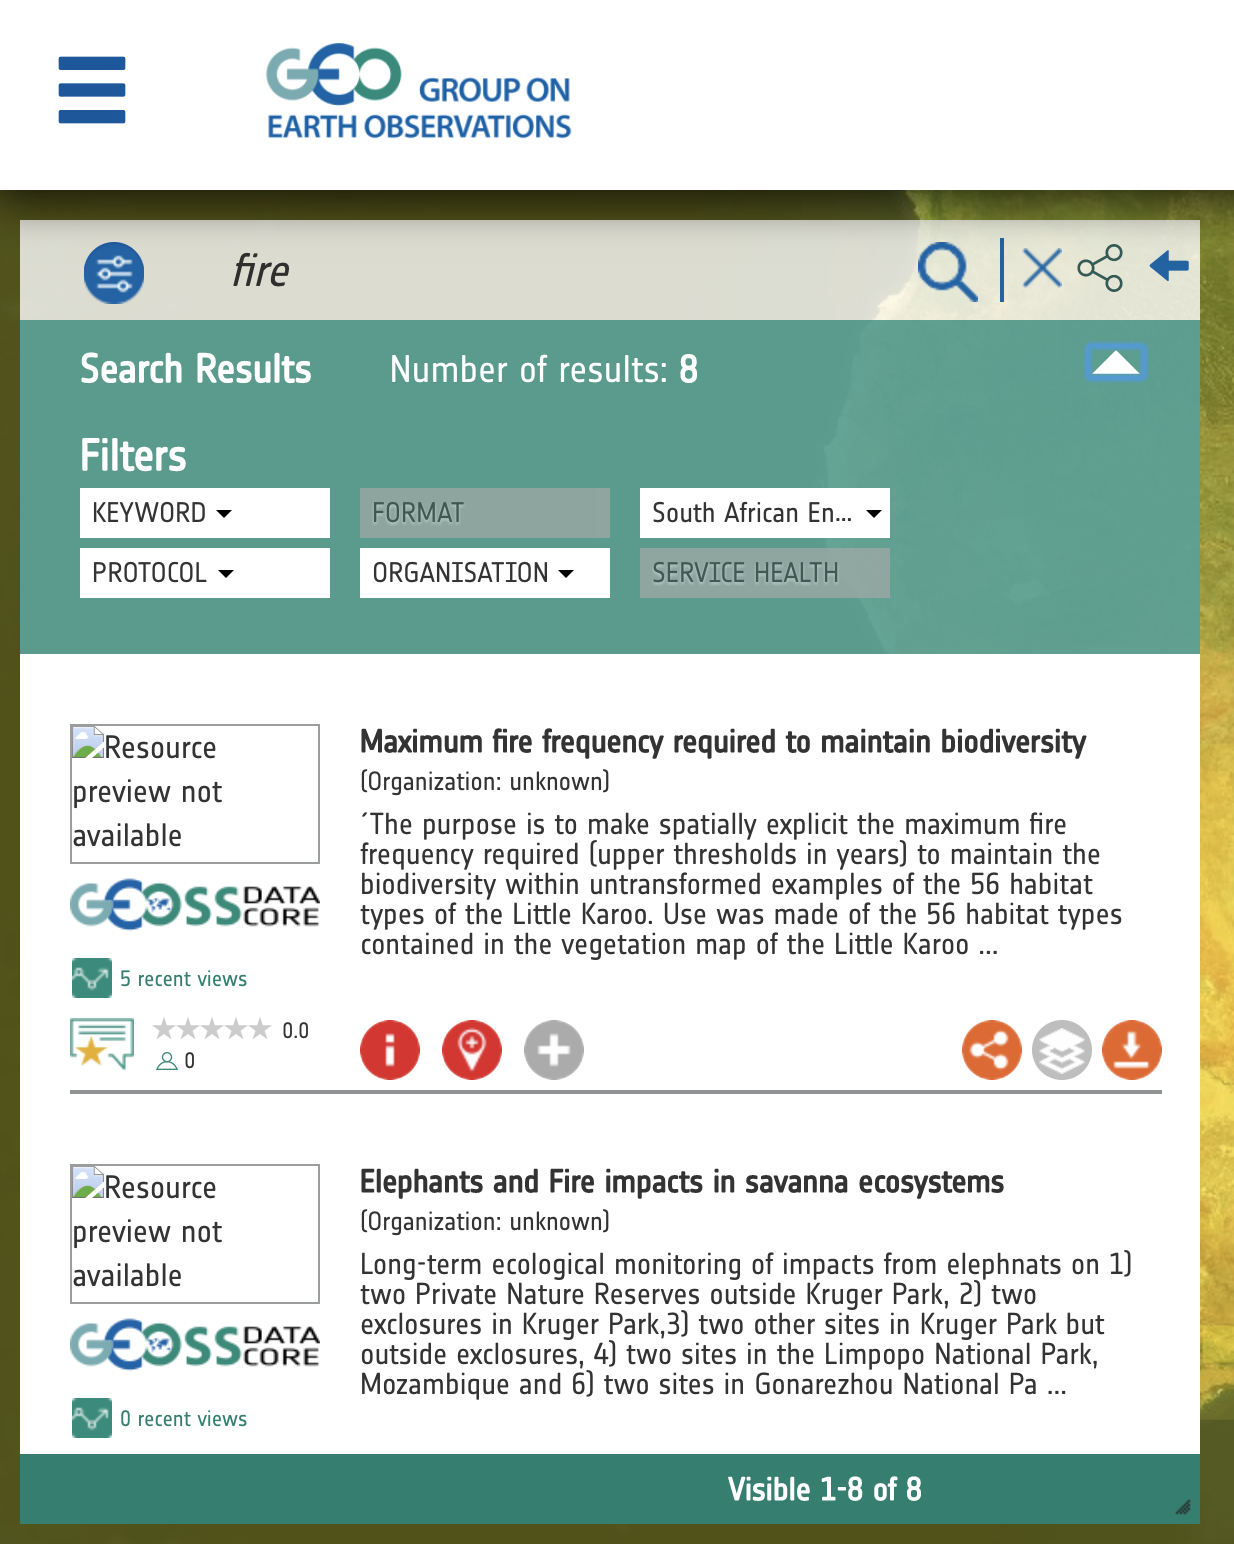 GEO GROUP ON
EARTH OBSERVATIONS
fire
Search Results Number of results: 8
Filters
KEYWORD FORMAT South African En...
PROTOCOL ORGANISATION SERVICE HEALTH
Resource
preview not
available
GEOSS DATA
CORE
5 recent views
0.0
0
Maximum fire frequency required to maintain biodiversity
(Organization: unknown)
´The purpose is to make spatially explicit the maximum fire
frequency required (upper thresholds in years) to maintain the
biodiversity within untransformed examples of the 56 habitat
types of the Little Karoo. Use was made of the 56 habitat types
contained in the vegetation map of the Little Karoo ...
Resource
preview not
available
GEOSS DATA
CORE
0 recent views
Elephants and Fire impacts in savanna ecosystems
(Organization: unknown)
Long-term ecological monitoring of impacts from elephnats on 1)
two Private Nature Reserves outside Kruger Park, 2) two
exclosures in Kruger Park,3) two other sites in Kruger Park but
outside exclosures, 4) two sites in the Limpopo National Park,
Mozambique and 6) two sites in Gonarezhou National Pa ...
Visible 1-8 of 8